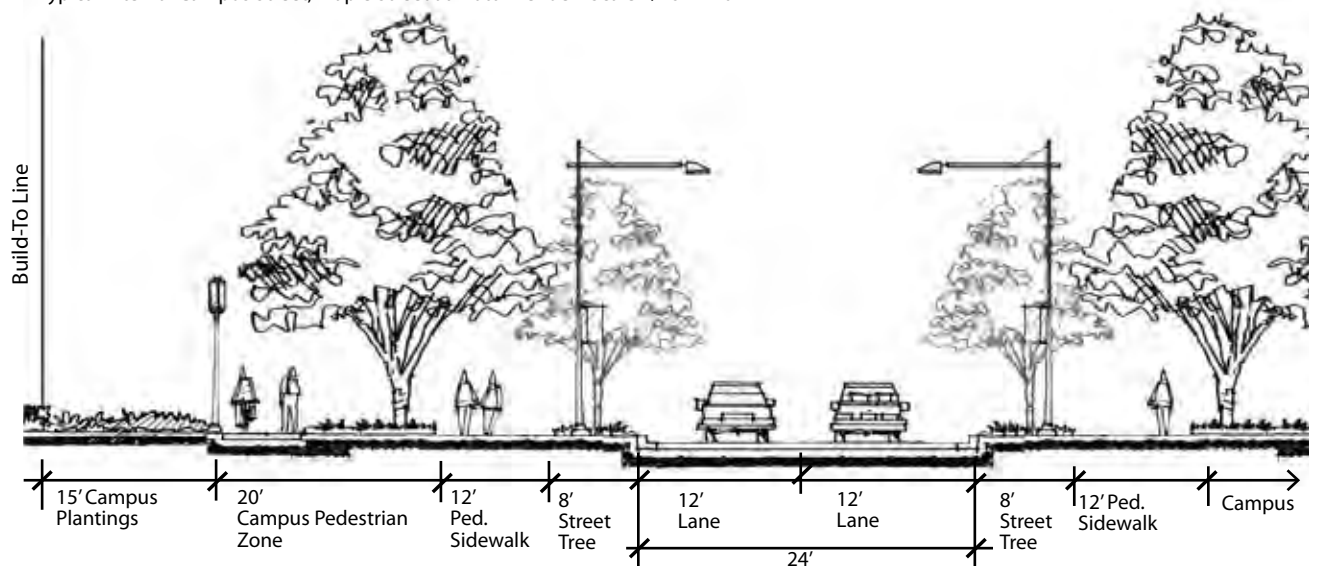 Build-To Line
15' Campus
Plantings
20'
Campus Pedestrian
Zone
12'
Ped.
Sidewalk
8'
Street
Tree
12'
Lane
12'
Lane
8'
Street
Tree
12' Ped.
Sidewalk
Campus
24'